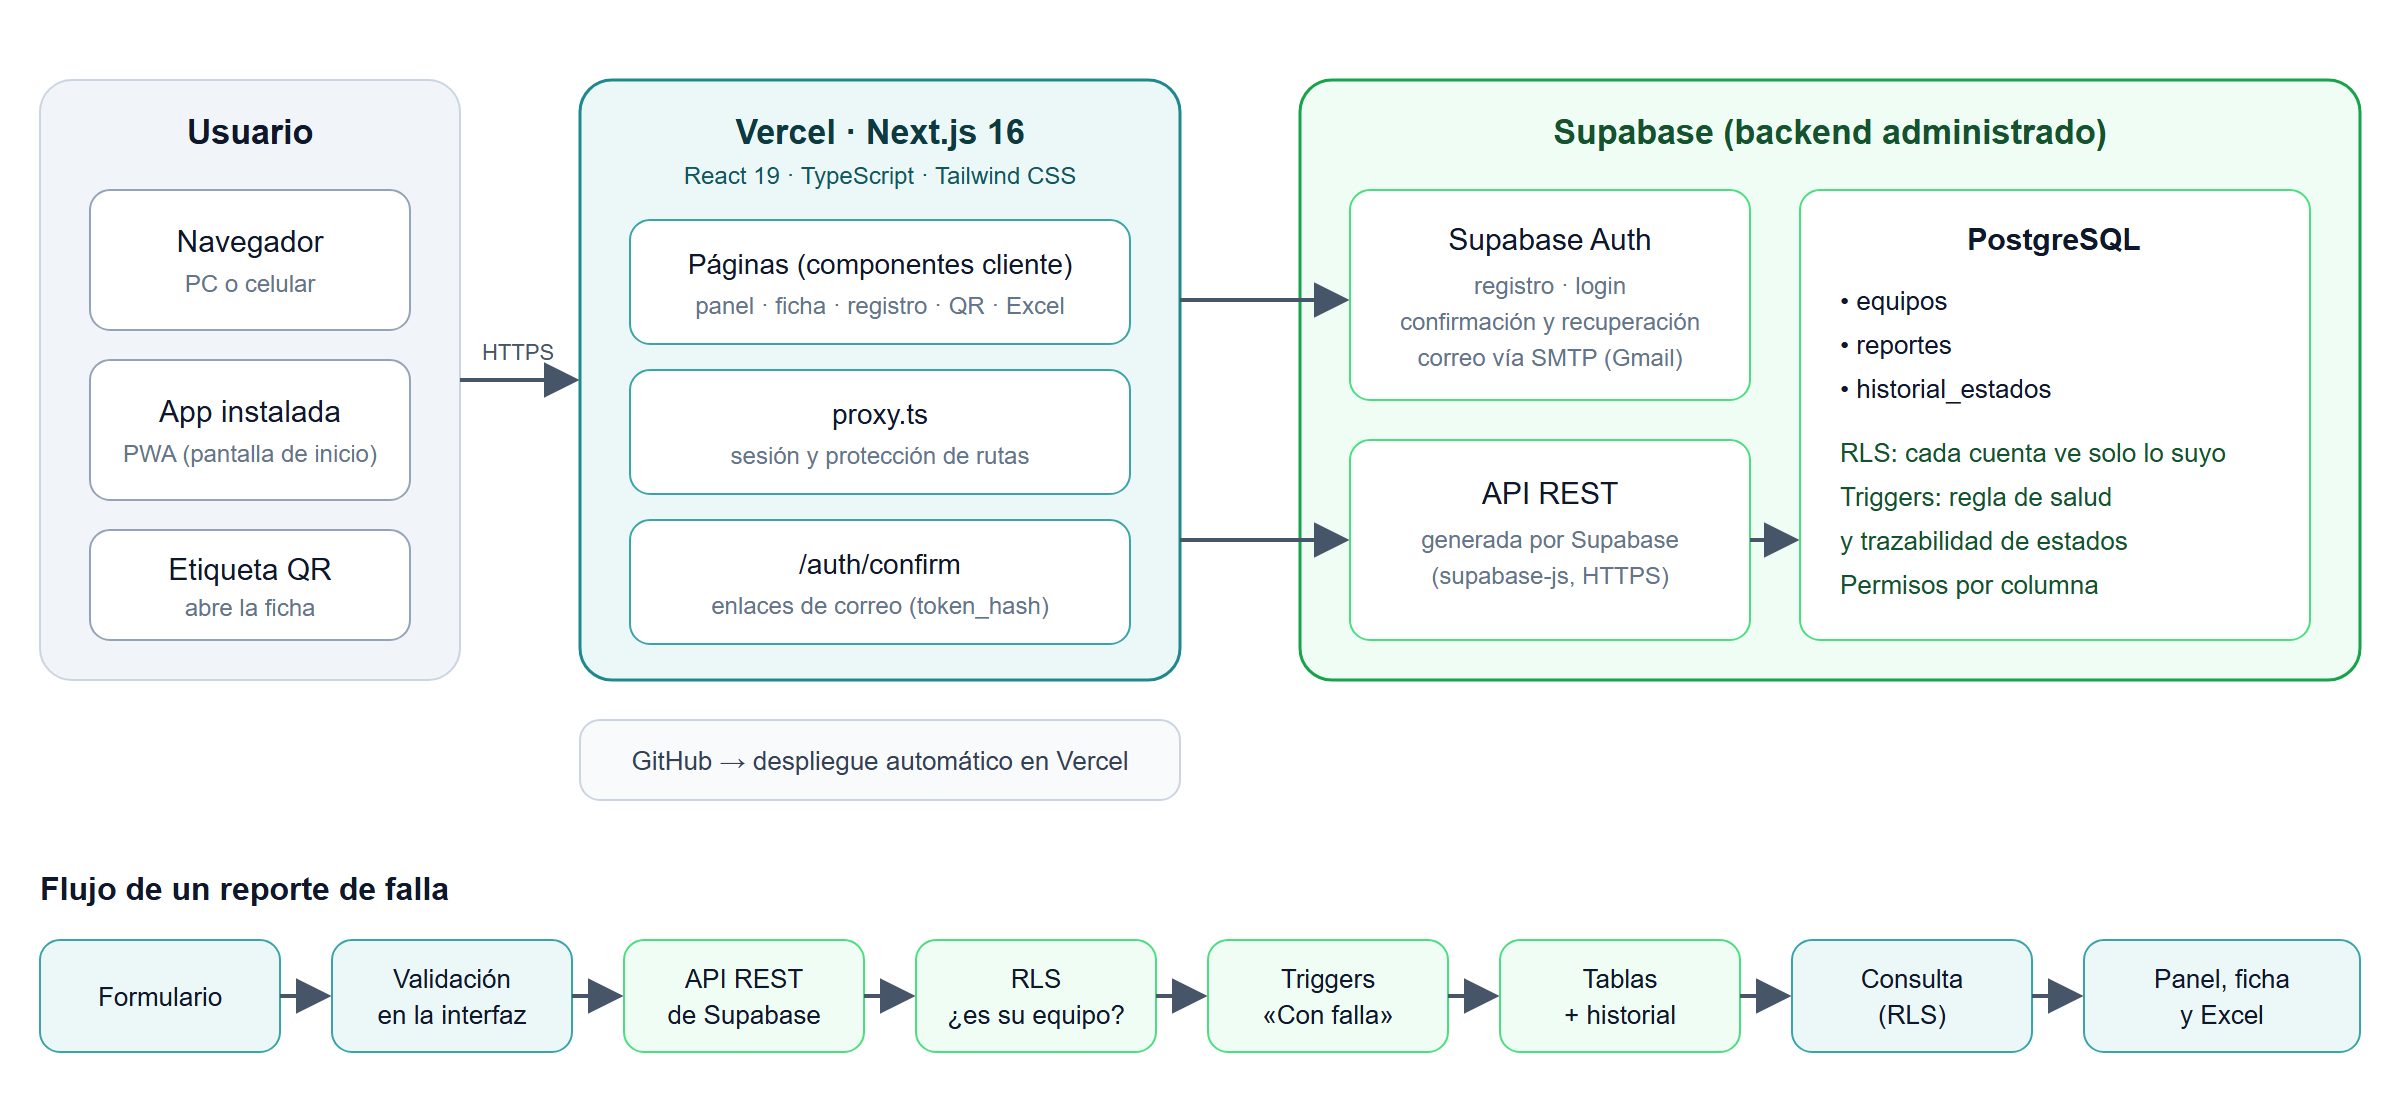 Usuario
Navegador
PC o celular
App instalada
PWA (pantalla de inicio)
Etiqueta QR
abre la ficha
HTTPS
Vercel · Next.js 16
React 19 · TypeScript · Tailwind CSS
Páginas (componentes cliente)
panel · ficha · registro · QR · Excel
proxy.ts
sesión y protección de rutas
/auth/confirm
enlaces de correo (token_hash)
GitHub → despliegue automático en Vercel
Supabase (backend administrado)
Supabase Auth
registro · login
confirmación y recuperación
correo vía SMTP (Gmail)
API REST
generada por Supabase
(supabase-js, HTTPS)
PostgreSQL
• equipos
• reportes
• historial_estados
RLS: cada cuenta ve solo lo suyo
Triggers: regla de salud
y trazabilidad de estados
Permisos por columna
Flujo de un reporte de falla
Formulario
Validación
en la interfaz
API REST
de Supabase
RLS
¿es su equipo?
Triggers
«Con falla»
Tablas
+ historial
Consulta
(RLS)
Panel, ficha
y Excel